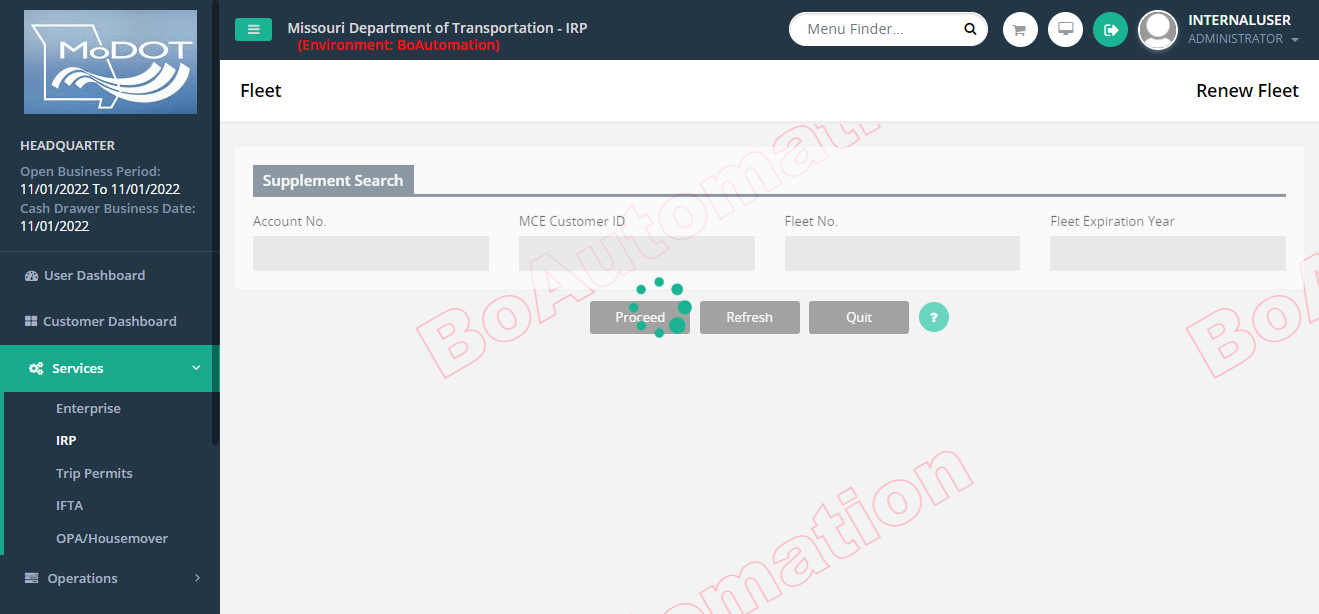 MoDOT
HEADQUARTER
Open Business Period:
11/01/2022 To 11/01/2022
Cash Drawer Business Date:
11/01/2022
User Dashboard
Customer Dashboard
Services
Enterprise
IRP
Trip Permits
IFTA
OPA/Housemover
Operations
Missouri Department of Transportation - IRP
(Environment: BoAutomation)
Menu Finder...
INTERNALUSER
ADMINISTRATOR
Fleet
Renew Fleet
Supplement Search
Account No.
MCE Customer ID
Fleet No.
Fleet Expiration Year
Proceed
Refresh
Quit
?
BoAutomation
BoA
mation